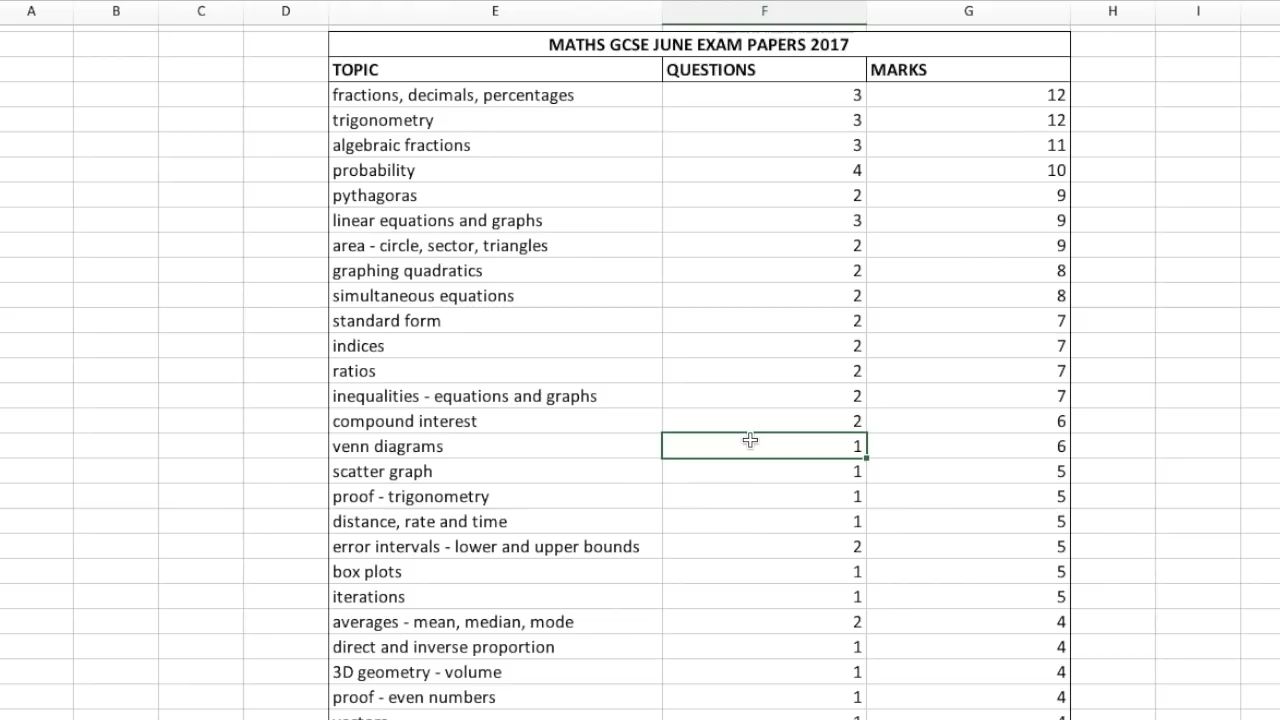 A B C D E F G H I
MATHS GCSE JUNE EXAM PAPERS 2017
TOPIC QUESTIONS MARKS
fractions, decimals, percentages 3 12
trigonometry 3 12
algebraic fractions 3 11
probability 4 10
pythagoras 2 9
linear equations and graphs 3 9
area - circle, sector, triangles 2 9
graphing quadratics 2 8
simultaneous equations 2 8
standard form 2 7
indices 2 7
ratios 2 7
inequalities - equations and graphs 2 7
compound interest 2 6
venn diagrams 1 6
scatter graph 1 5
proof - trigonometry 1 5
distance, rate and time 1 5
error intervals - lower and upper bounds 2 5
box plots 1 5
iterations 1 5
averages - mean, median, mode 2 4
direct and inverse proportion 1 4
3D geometry - volume 1 4
proof - even numbers 1 4